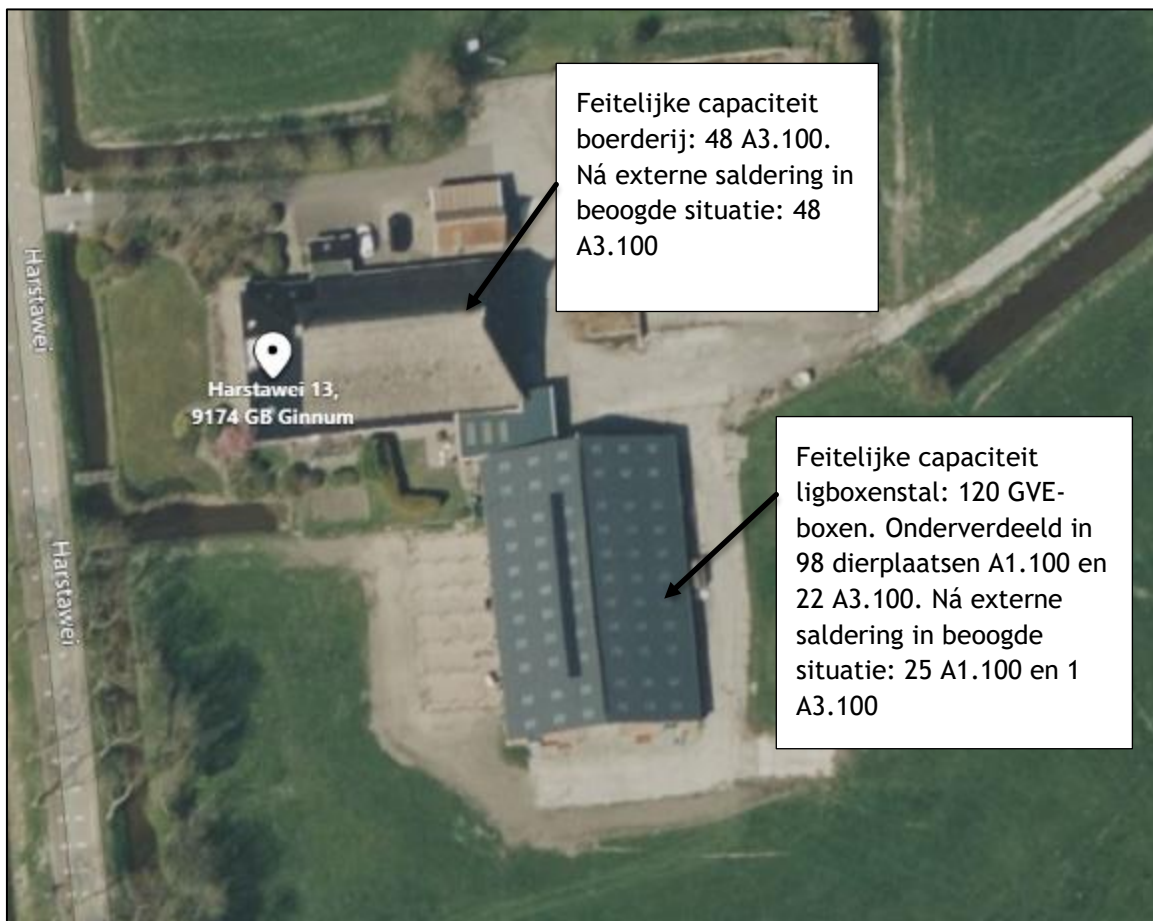 Feitelijke capaciteit
boerderij: 48 A3.100.
Ná externe saldering in
beoogde situatie: 48
A3.100
Harstawei
Harstawei 13,
9174 GB Ginnum
Feitelijke capaciteit
ligboxenstal: 120 GVE-
boxen. Onderverdeeld in
98 dierplaatsen A1.100 en
22 A3.100. Ná externe
saldering in beoogde
situatie: 25 A1.100 en 1
A3.100
Harstawei